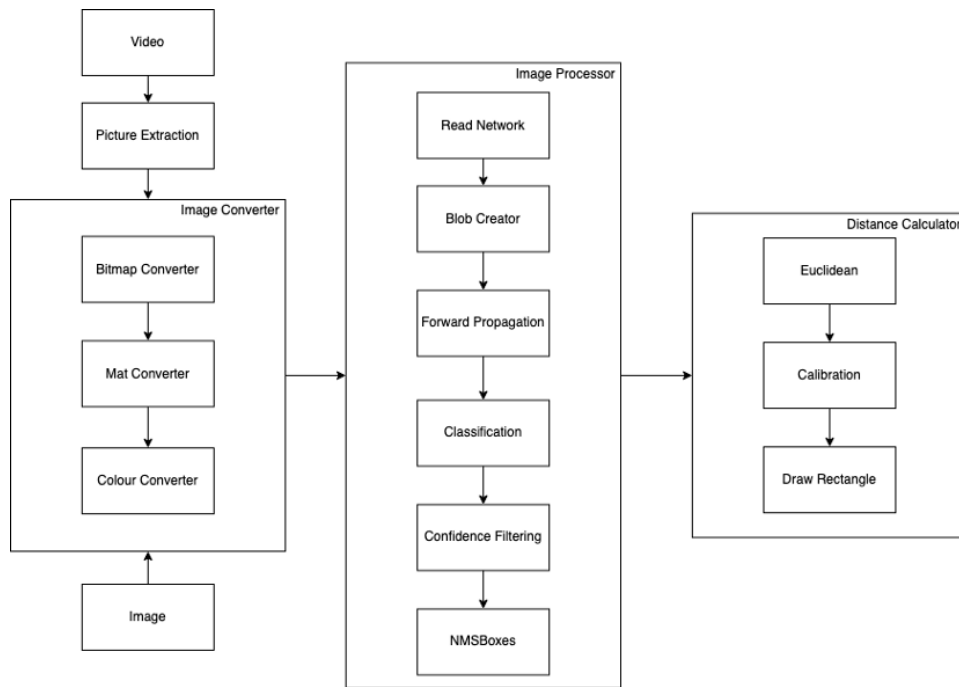 Video
Picture Extraction
Image Converter
Bitmap Converter
Mat Converter
Colour Converter
Image
Image Processor
Read Network
Blob Creator
Forward Propagation
Classification
Confidence Filtering
NMSBoxes
Distance Calculator
Euclidean
Calibration
Draw Rectangle